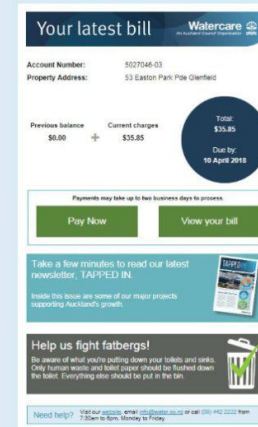 Your latest bill
Watercare
An Auckland Council Organisation
Account Number: 5027046-03
Property Address: 53 Easton Park Pde Glenfield
Previous balance
$0.00
+
Current charges
$35.85
Total:
$35.85
Due by:
10 April 2018
Payments may take up to two business days to process.
Pay Now
View your bill
Take a few minutes to read our latest
newsletter, TAPPED IN.
Inside this issue are some of our major projects
supporting Auckland's growth.
TAPPED IN
Help us fight fatbergs!
Be aware of what you're putting down your toilets and sinks.
Only human waste and toilet paper should be flushed down
the toilet. Everything else should be put in the bin.
Need help?
Visit our website, email info@water.co.nz or call (09) 442 2222 from
7:30am to 6pm, Monday to Friday.